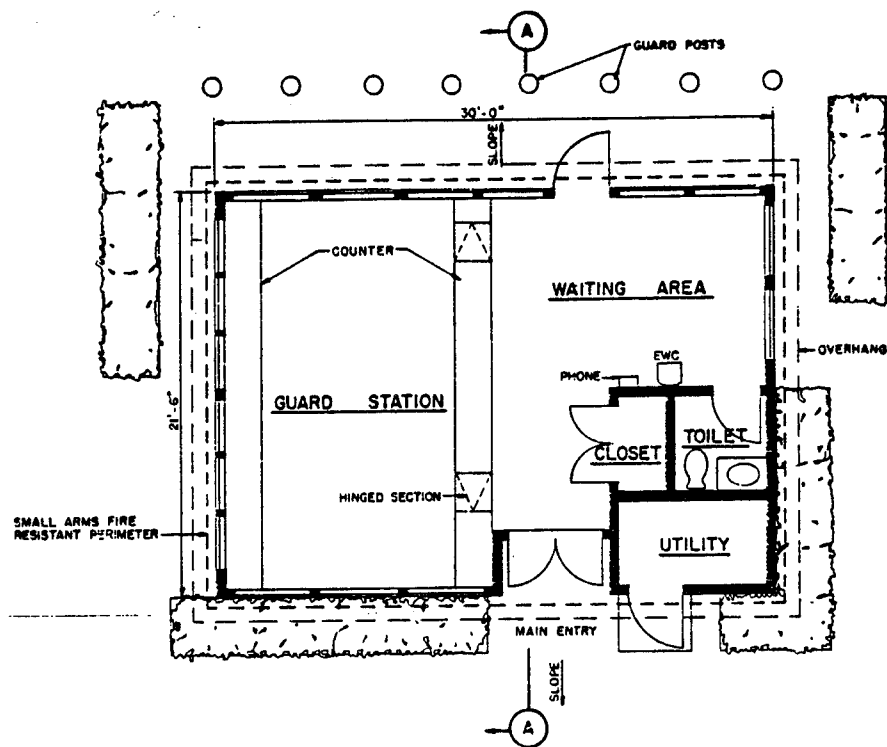 A
GUARD POSTS
30'-0"
SLOPE
COUNTER
WAITING AREA
OVERHANG
EWC
PHONE
GUARD STATION
21'-6"
CLOSET
TOILET
HINGED SECTION
SMALL ARMS FIRE
RESISTANT PERIMETER
UTILITY
MAIN ENTRY
SLOPE
A